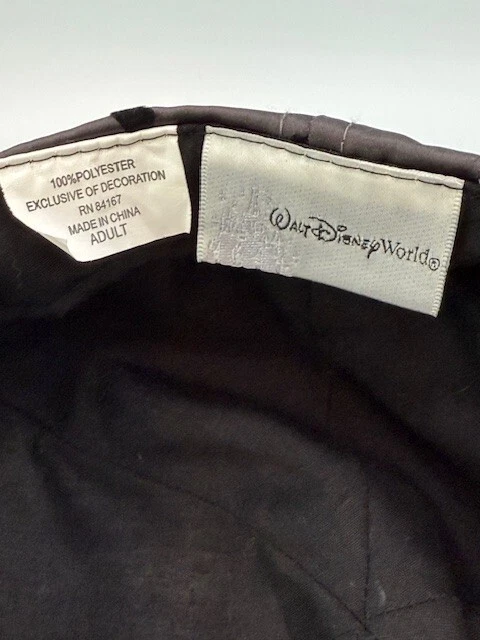 100%POLYESTER
EXCLUSIVE OF DECORATION
RN 84167
MADE IN CHINA
ADULT
WALT DISNEY World®